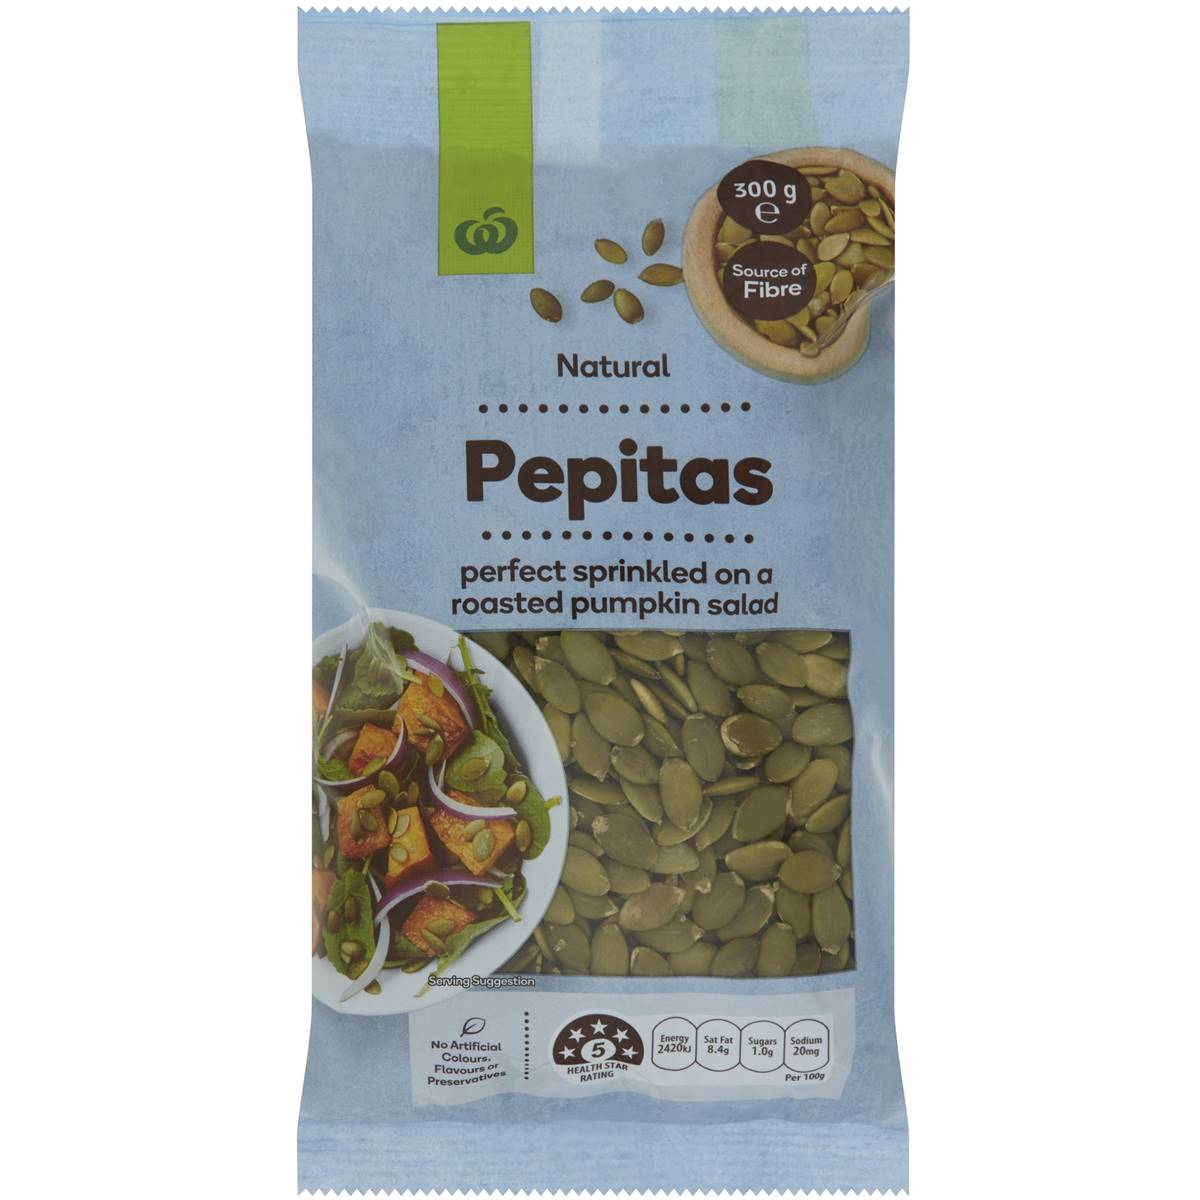 300 g
e
Source of
Fibre
Natural
Pepitas
perfect sprinkled on a
roasted pumpkin salad
Serving Suggestion
No Artificial
Colours,
Flavours or
Preservatives
5
HEALTH STAR
RATING
Energy
2420kJ
Sat Fat
8.4g
Sugars
1.0g
Sodium
20mg
Per 100g